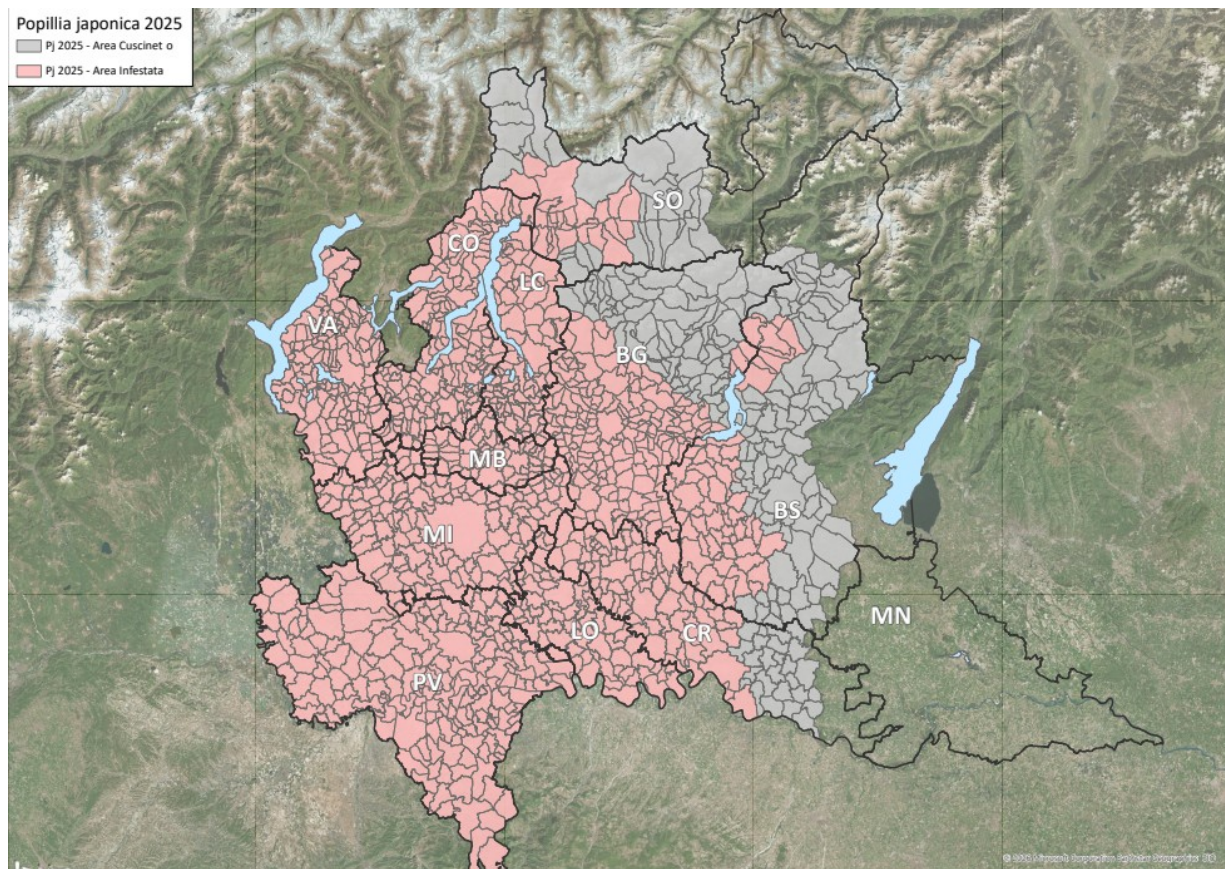 Popillia japonica 2025
Pj 2025 - Area Cuscinet o
Pj 2025 - Area Infestata
SO
CO
LC
VA
BG
MB
BS
MI
MN
LO
CR
PV